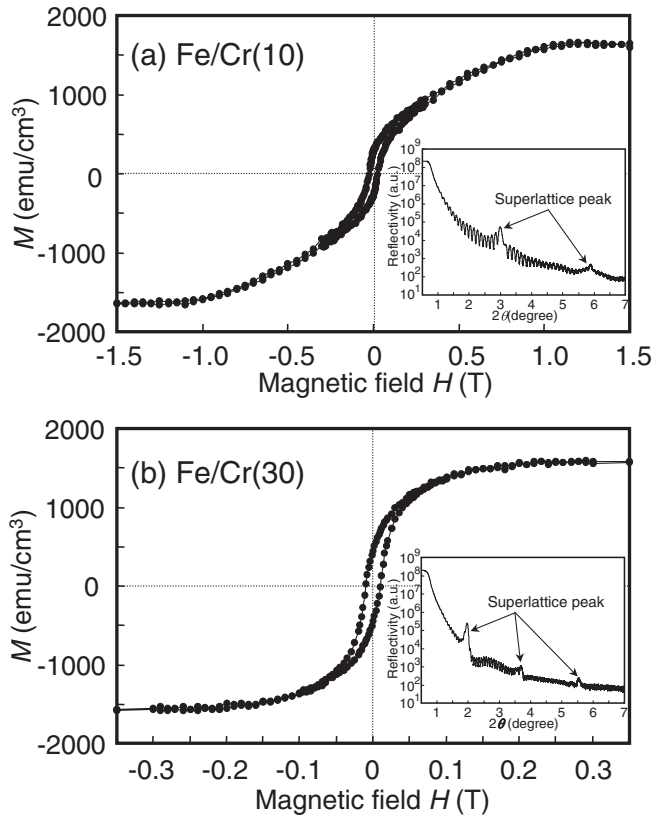 2000
(a) Fe/Cr(10)
1000
M (emu/cm³)
0
-1000
-2000
-1.5 -1.0 -0.5 0 0.5 1.0 1.5
Magnetic field H (T)
10⁹
10⁸
10⁷
10⁶
10⁵
10⁴
10³
10²
10¹
Reflectivity (a.u.)
Superlattice peak
1 2 3 4 5 6 7
2θ(degree)
2000
(b) Fe/Cr(30)
1000
M (emu/cm³)
0
-1000
-2000
-0.3 -0.2 -0.1 0 0.1 0.2 0.3
Magnetic field H (T)
10⁹
10⁸
10⁷
10⁶
10⁵
10⁴
10³
10²
10¹
Reflectivity (a.u.)
Superlattice peak
1 2 3 4 5 6 7
2θ(degree)